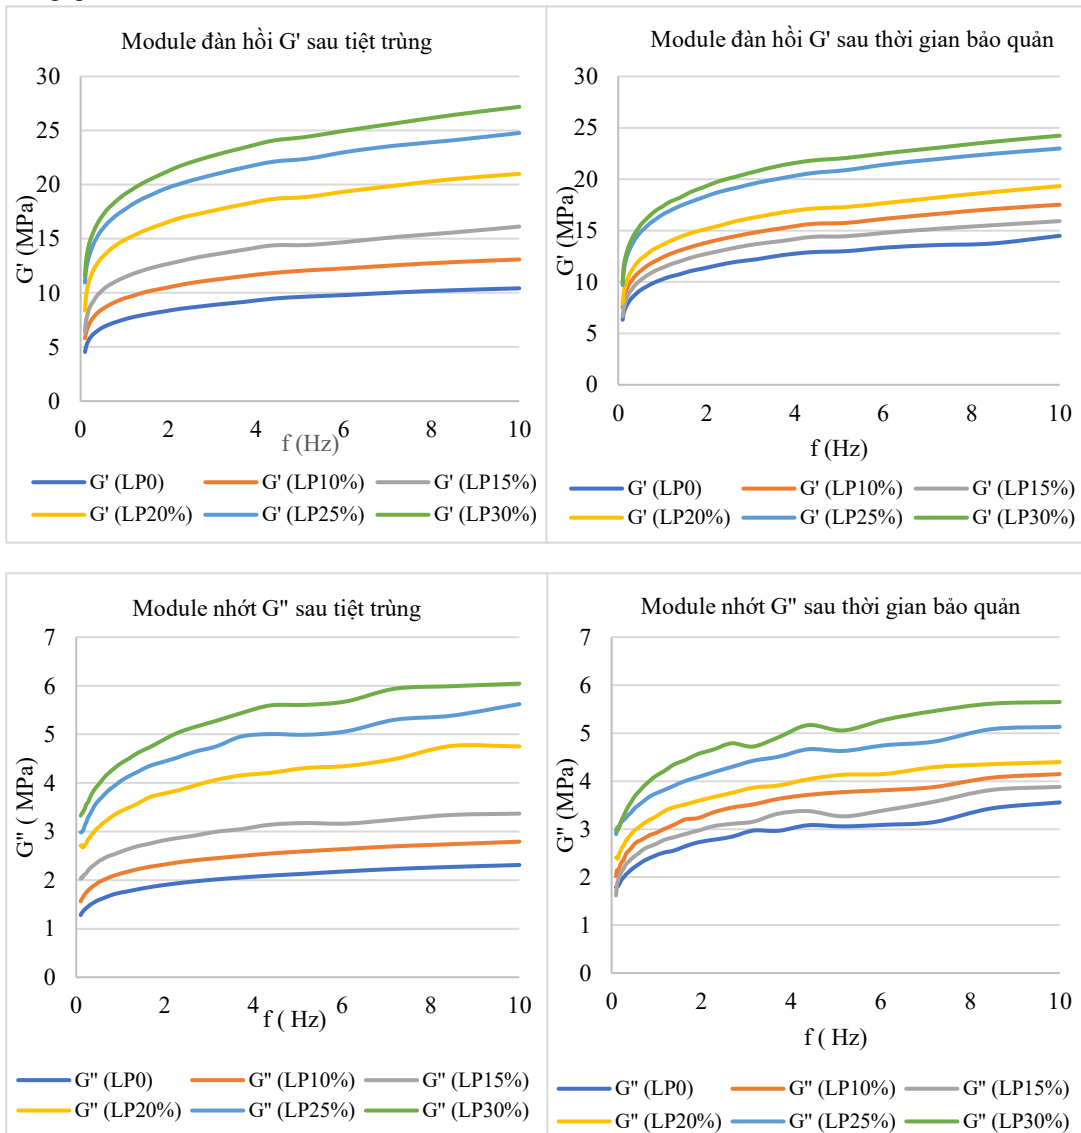 Module đàn hồi G' sau tiệt trùng
30
25
20
15
10
5
0
G' (MPa)
0 2 4 6 8 10
f (Hz)
G' (LP0) G' (LP10%) G' (LP15%)
G' (LP20%) G' (LP25%) G' (LP30%)
Module đàn hồi G' sau thời gian bảo quản
30
25
20
15
10
5
0
G' (MPa)
0 2 4 6 8 10
f (Hz)
G' (LP0) G' (LP10%) G' (LP15%)
G' (LP20%) G' (LP25%) G' (LP30%)
Module nhớt G" sau tiệt trùng
7
6
5
4
3
2
1
0
G" ( MPa)
0 2 4 6 8 10
f ( Hz)
G" (LP0) G" (LP10%) G" (LP15%)
G" (LP20%) G" (LP25%) G" (LP30%)
Module nhớt G" sau thời gian bảo quản
7
6
5
4
3
2
1
0
G" (MPa)
0 2 4 6 8 10
f ( Hz)
G" (LP0) G" (LP10%) G" (LP15%)
G" (LP20%) G" (LP25%) G" (LP30%)